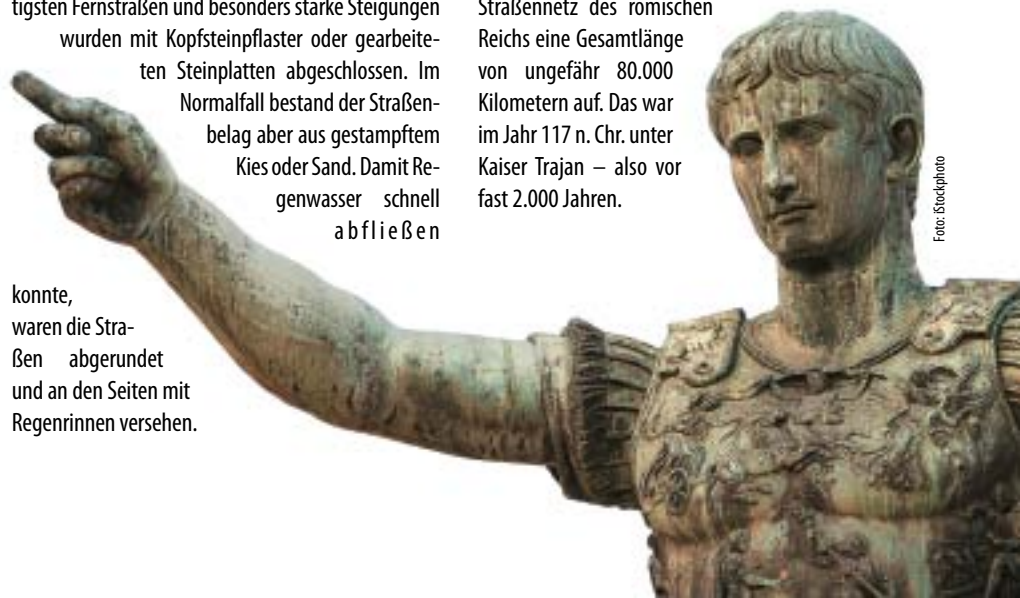 tigsten Fernstraßen und besonders starke Steigungen
wurden mit Kopfsteinpflaster oder gearbeite-
ten Steinplatten abgeschlossen. Im
Normalfall bestand der Straßen-
belag aber aus gestampftem
Kies oder Sand. Damit Re-
genwasser schnell
abfließen
konnte,
waren die Stra-
ßen abgerundet
und an den Seiten mit
Regenrinnen versehen.
Straßennetz des römischen
Reichs eine Gesamtlänge
von ungefähr 80.000
Kilometern auf. Das war
im Jahr 117 n. Chr. unter
Kaiser Trajan – also vor
fast 2.000 Jahren.
Foto: iStockphoto